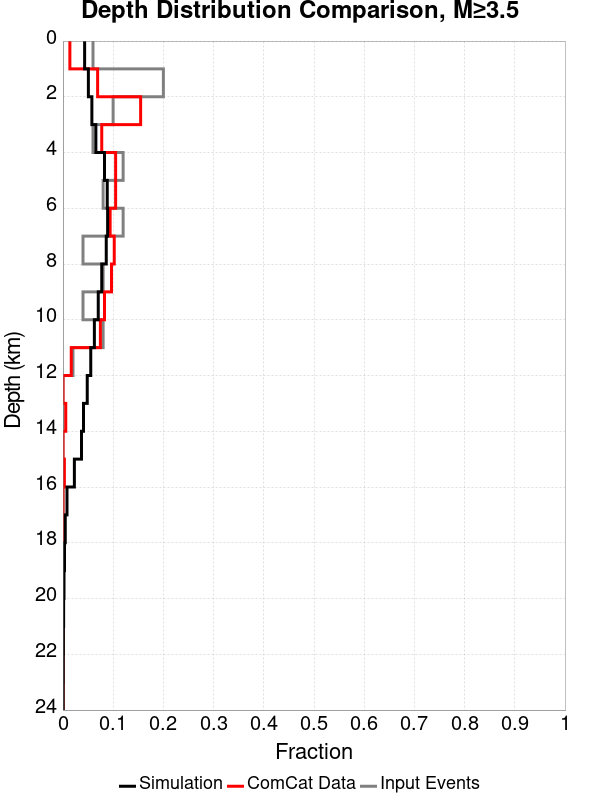 Depth Distribution Comparison, M≥3.5
0
2
4
6
8
10
12
14
16
18
20
22
24
Depth (km)
0 0.1 0.2 0.3 0.4 0.5 0.6 0.7 0.8 0.9 1
Fraction
Simulation ComCat Data Input Events